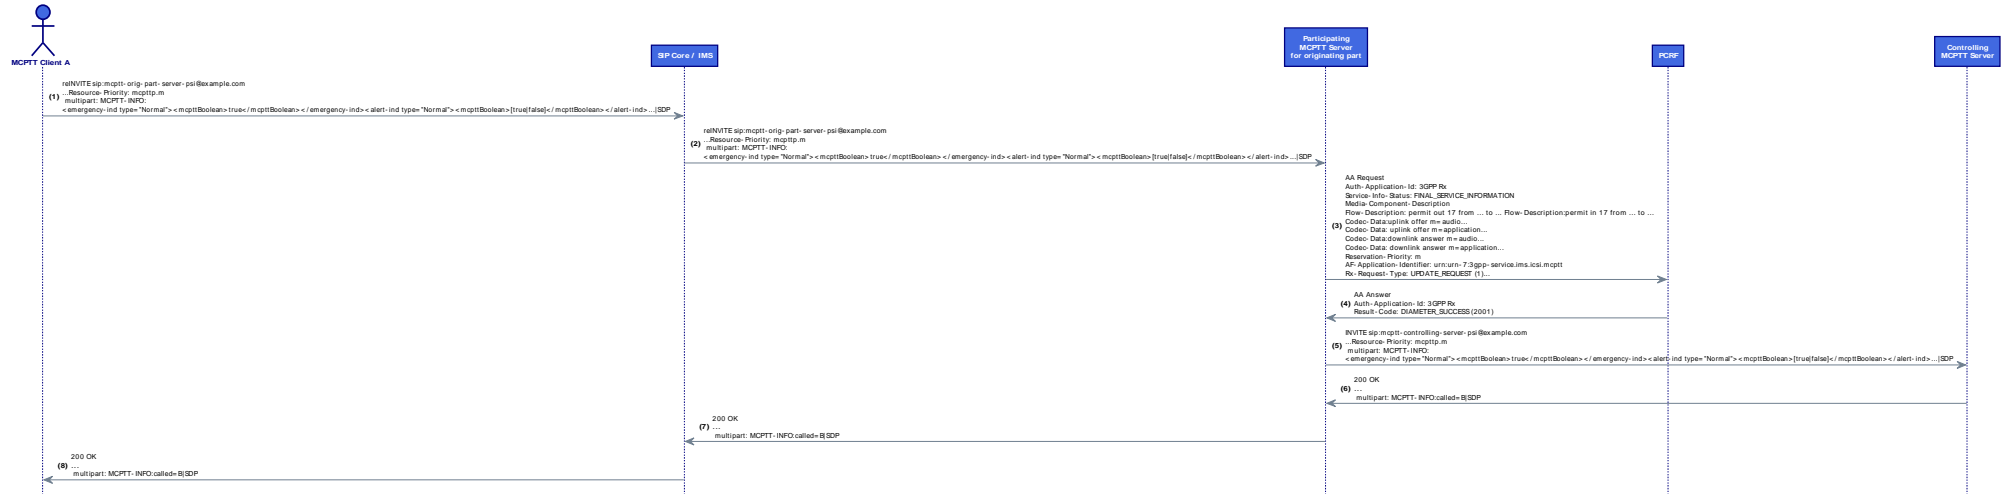 MCPTT Client A
SIP Core / IMS
Participating
MCPTT Server
for originating part
PCRF
Controlling
MCPTT Server
(1)
reINVITE sip:mcptt-orig-part-server-psi@example.com
...Resource-Priority: mcpttp.m
multipart: MCPTT-INFO:
<emergency-ind type="Normal"><mcpttBoolean>true</mcpttBoolean></emergency-ind><alert-ind type="Normal"><mcpttBoolean>[true|false]</mcpttBoolean></alert-ind>...|SDP
(2)
reINVITE sip:mcptt-orig-part-server-psi@example.com
...Resource-Priority: mcpttp.m
multipart: MCPTT-INFO:
<emergency-ind type="Normal"><mcpttBoolean>true</mcpttBoolean></emergency-ind><alert-ind type="Normal"><mcpttBoolean>[true|false]</mcpttBoolean></alert-ind>...|SDP
(3)
AA Request
Auth-Application-Id: 3GPP Rx
Service-Info-Status: FINAL_SERVICE_INFORMATION
Media-Component-Description
Flow-Description: permit out 17 from ... to ... Flow-Description:permit in 17 from ... to ...
Codec-Data:uplink offer m=audio...
Codec-Data: uplink offer m=application...
Codec-Data:downlink answer m=audio...
Codec-Data: downlink answer m=application...
Reservation-Priority: m
AF-Application-Identifier: urn:urn-7:3gpp-service.ims.icsi.mcptt
Rx-Request-Type: UPDATE_REQUEST (1)...
(4)
AA Answer
Auth-Application-Id: 3GPP Rx
Result-Code: DIAMETER_SUCCESS (2001)
(5)
INVITE sip:mcptt-controlling-server-psi@example.com
...Resource-Priority: mcpttp.m
multipart: MCPTT-INFO:
<emergency-ind type="Normal"><mcpttBoolean>true</mcpttBoolean></emergency-ind><alert-ind type="Normal"><mcpttBoolean>[true|false]</mcpttBoolean></alert-ind>...|SDP
(6)
200 OK
...
multipart: MCPTT-INFO:called=B|SDP
(7)
200 OK
...
multipart: MCPTT-INFO:called=B|SDP
(8)
200 OK
...
multipart: MCPTT-INFO:called=B|SDP